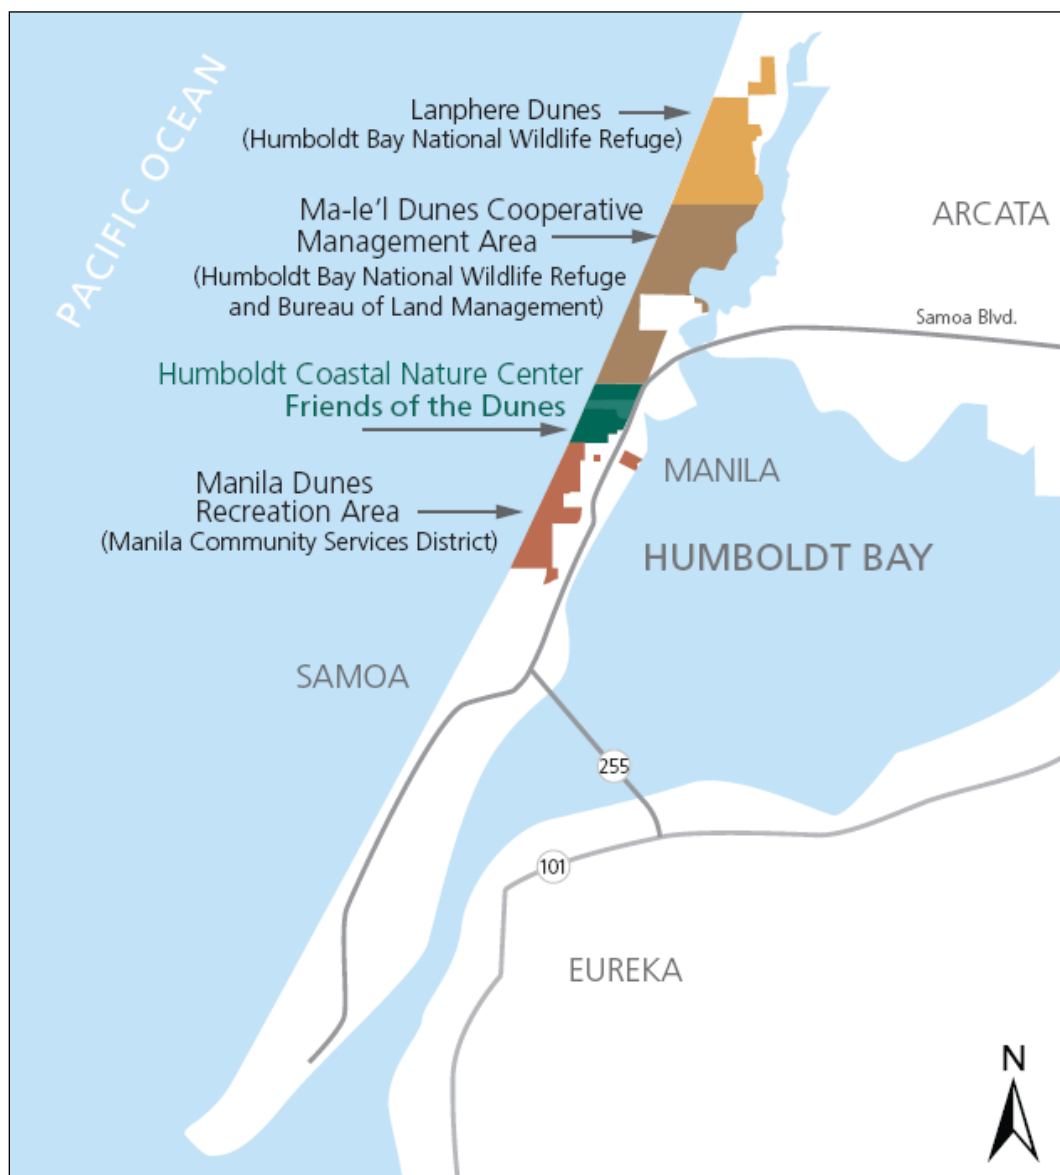 PACIFIC OCEAN
Lanphere Dunes
(Humboldt Bay National Wildlife Refuge)
Ma-le'l Dunes Cooperative
Management Area
(Humboldt Bay National Wildlife Refuge
and Bureau of Land Management)
ARCATA
Samoa Blvd.
Humboldt Coastal Nature Center
Friends of the Dunes
MANILA
Manila Dunes
Recreation Area
(Manila Community Services District)
HUMBOLDT BAY
SAMOA
255
101
EUREKA
N